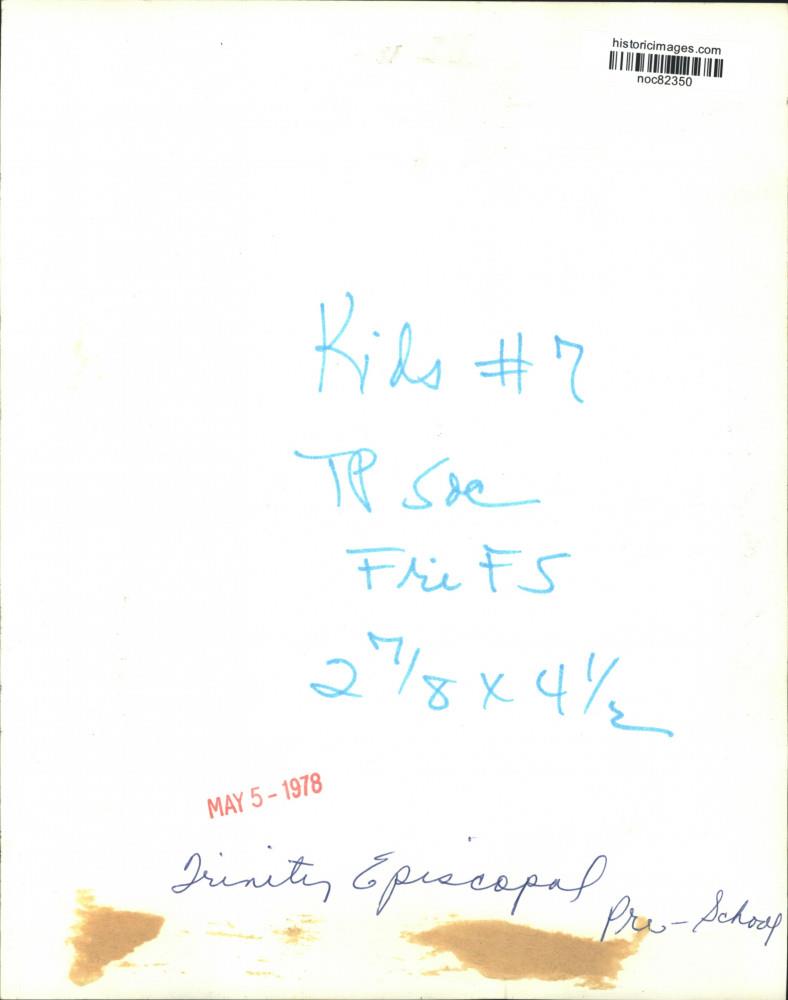 historicimages.com
noc82350
Kids #7
TP Soc
Fri F5
2 7/8 x 4 1/2
MAY 5 - 1978
Trinity Episcopal
Pre-School